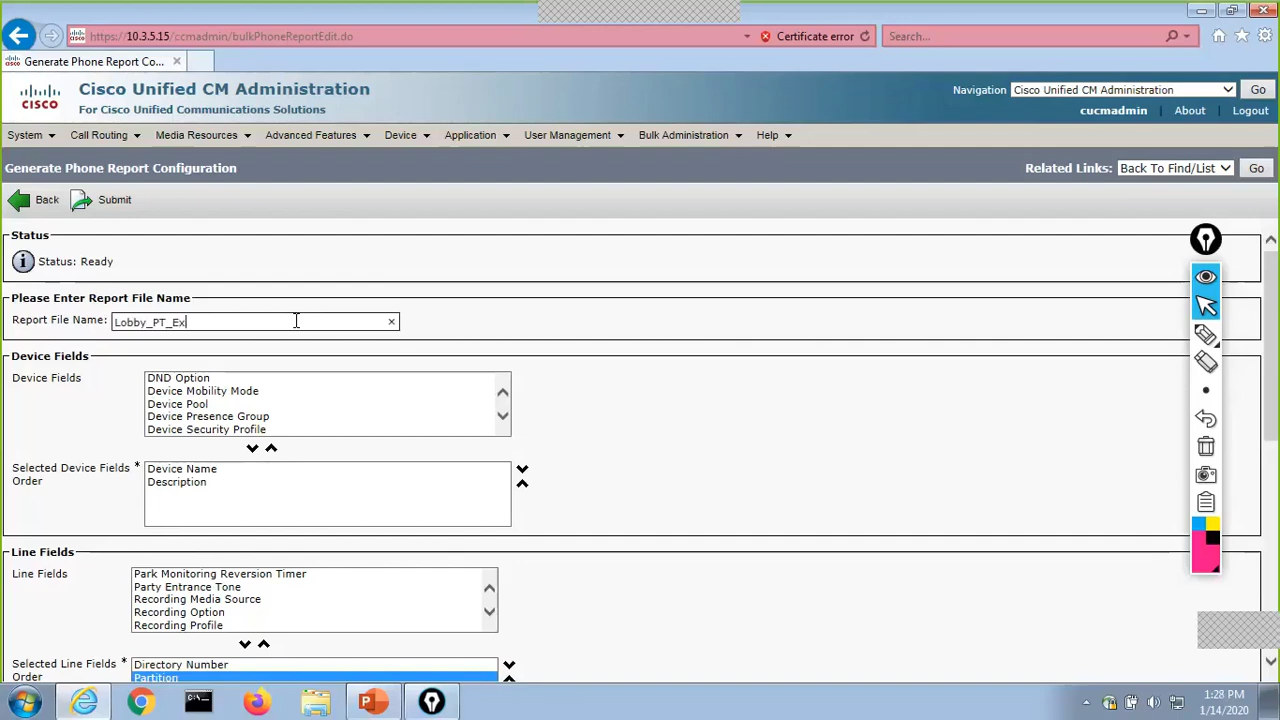 https://10.3.5.15/ccmadmin/bulkPhoneReportEdit.do
Certificate error
Search...
Generate Phone Report Co...
CISCO
Cisco Unified CM Administration
For Cisco Unified Communications Solutions
Navigation Cisco Unified CM Administration Go
cucmadmin About Logout
System Call Routing Media Resources Advanced Features Device Application User Management Bulk Administration Help
Generate Phone Report Configuration
Related Links: Back To Find/List Go
Back Submit
Status
Status: Ready
Please Enter Report File Name
Report File Name: Lobby_PT_Ex
Device Fields
Device Fields
DND Option
Device Mobility Mode
Device Pool
Device Presence Group
Device Security Profile
Selected Device Fields *
Order
Device Name
Description
Line Fields
Line Fields
Park Monitoring Reversion Timer
Party Entrance Tone
Recording Media Source
Recording Option
Recording Profile
Selected Line Fields *
Order
Directory Number
Partition
1:28 PM
1/14/2020